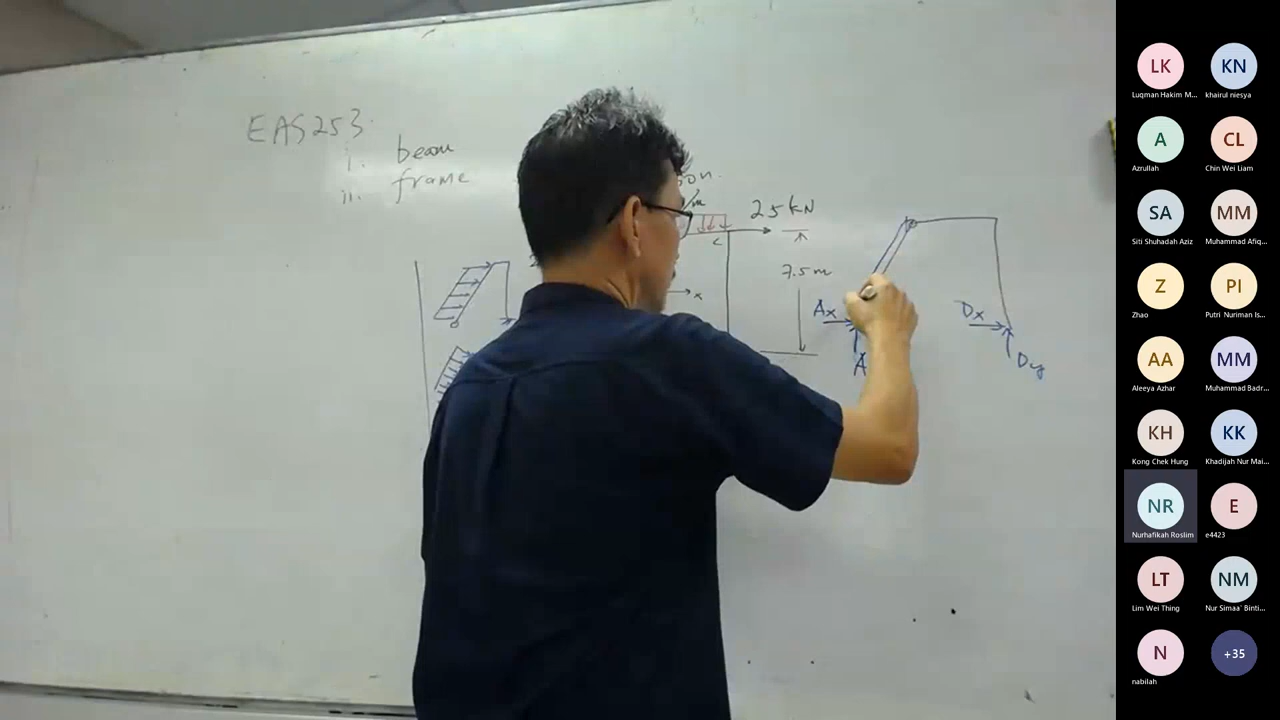 EAS253
i. beam
ii. frame
25 kN
C
7.5 m
x
Ax
A
Dx
Dy
LK
Luqman Hakim M...
KN
khairul niesya
A
Azrullah
CL
Chin Wei Liam
SA
Siti Shuhadah Aziz
MM
Muhammad Afiq...
Z
Zhao
PI
Putri Nuriman Is...
AA
Aleeya Azhar
MM
Muhammad Badr...
KH
Kong Chek Hung
KK
Khadijah Nur Mai...
NR
Nurhafikah Roslim
E
e4423
LT
Lim Wei Thing
NM
Nur Simaa` Binti...
N
nabilah
+35